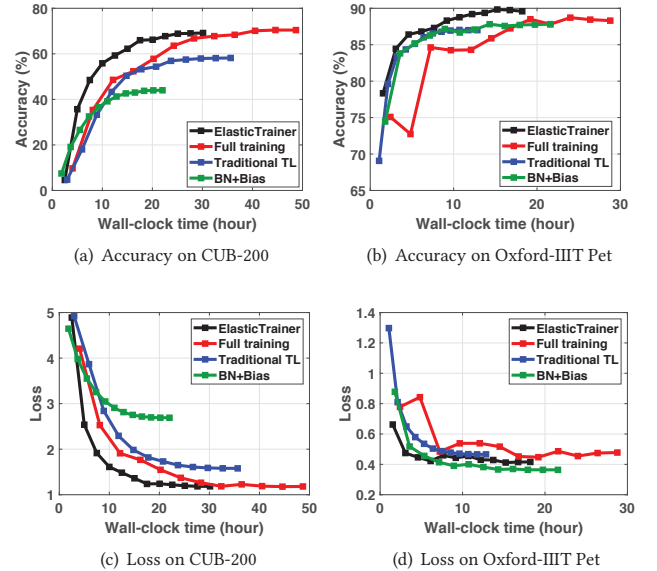 80
60
40
20
0
Accuracy (%)
ElasticTrainer
Full training
Traditional TL
BN+Bias
0 10 20 30 40 50
Wall-clock time (hour)
(a) Accuracy on CUB-200
90
85
80
75
70
65
Accuracy (%)
ElasticTrainer
Full training
Traditional TL
BN+Bias
0 10 20 30
Wall-clock time (hour)
(b) Accuracy on Oxford-IIIT Pet
5
4
3
2
1
Loss
ElasticTrainer
Full training
Traditional TL
BN+Bias
0 10 20 30 40 50
Wall-clock time (hour)
(c) Loss on CUB-200
1.4
1.2
1
0.8
0.6
0.4
0.2
Loss
ElasticTrainer
Full training
Traditional TL
BN+Bias
0 10 20 30
Wall-clock time (hour)
(d) Loss on Oxford-IIIT Pet